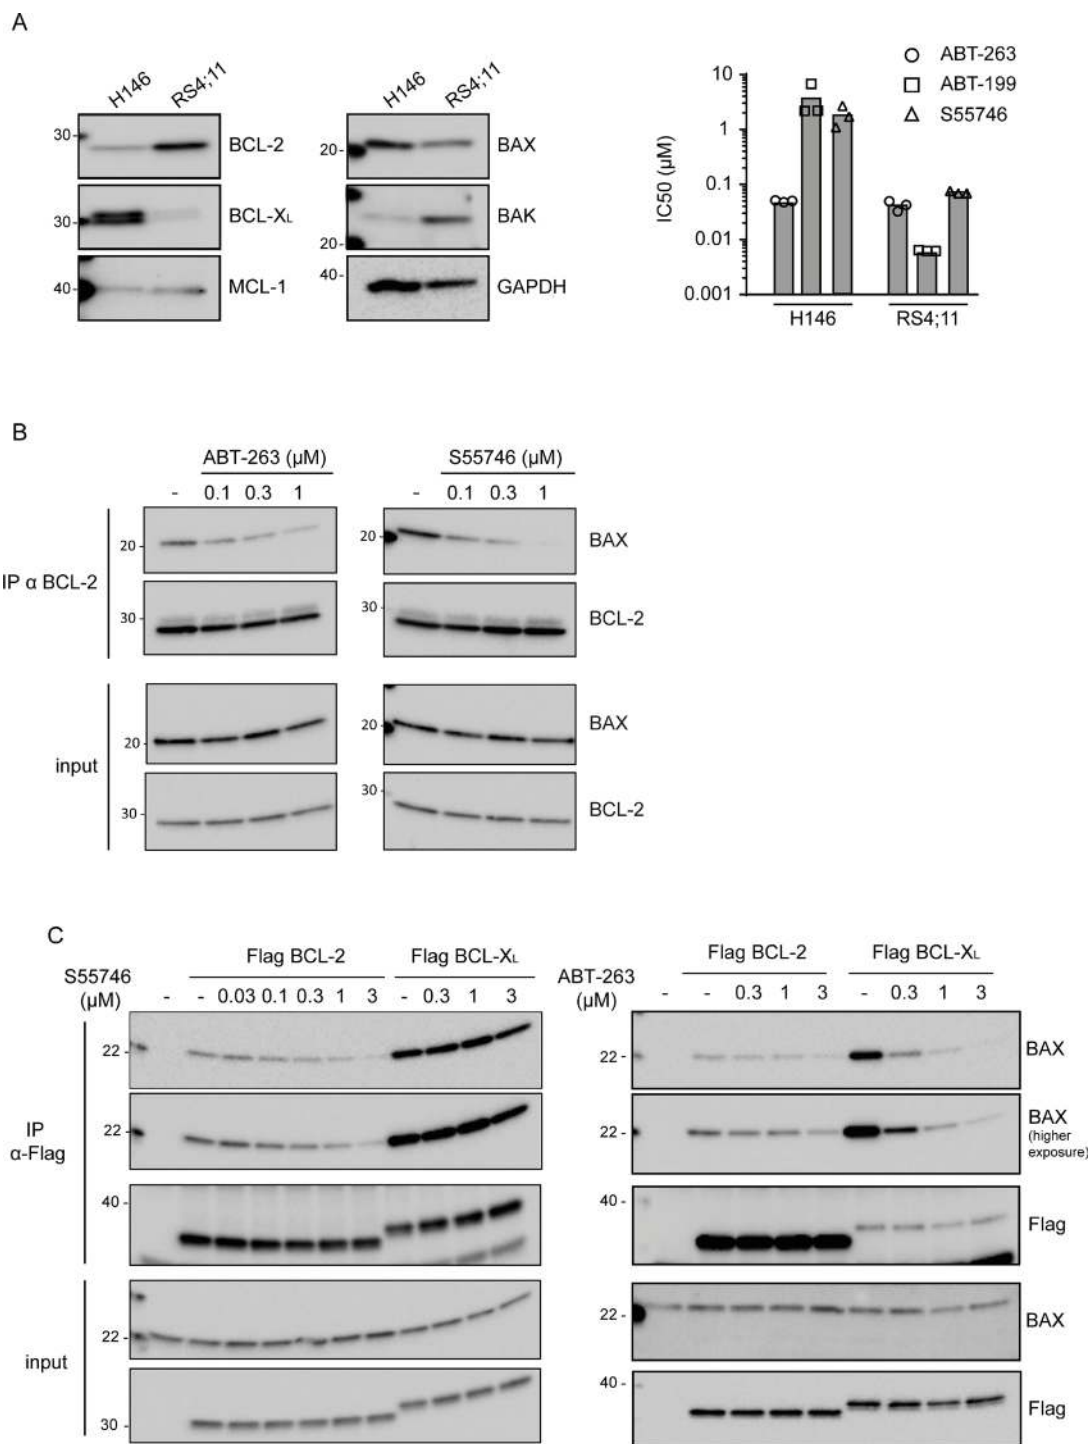 A
H146 RS4;11
30- BCL-2
30- BCL-XL
40- MCL-1
H146 RS4;11
20- BAX
BAK
20-
40- GAPDH
○ ABT-263
□ ABT-199
△ S55746
IC50 (µM)
10
1
0.1
0.01
0.001
H146 RS4;11
B
ABT-263 (µM) S55746 (µM)
- 0.1 0.3 1 - 0.1 0.3 1
IP α BCL-2
20- 20- BAX
30- 30- BCL-2
input
20- 20- BAX
30- 30- BCL-2
C
Flag BCL-2 Flag BCL-XL
S55746 (µM) - - 0.03 0.1 0.3 1 3 - 0.3 1 3
IP α-Flag
22-
22-
40-
input
22-
30-
Flag BCL-2 Flag BCL-XL
ABT-263 (µM) - - 0.3 1 3 - 0.3 1 3
22- BAX
22- BAX (higher exposure)
40- Flag
22- BAX
40- Flag